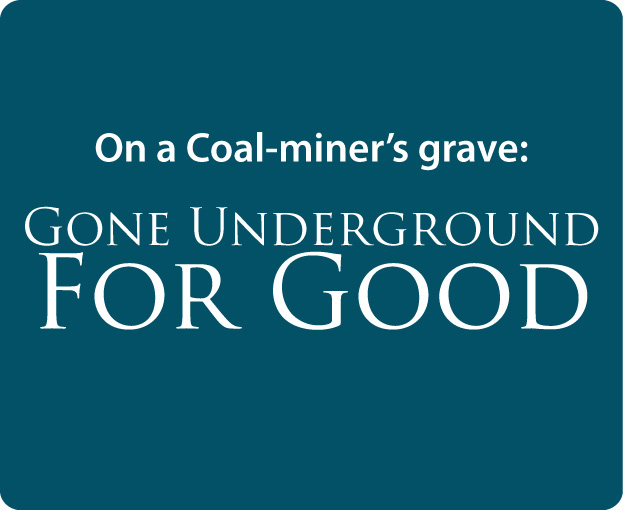 On a Coal-miner’s grave:
Gone Underground
For Good